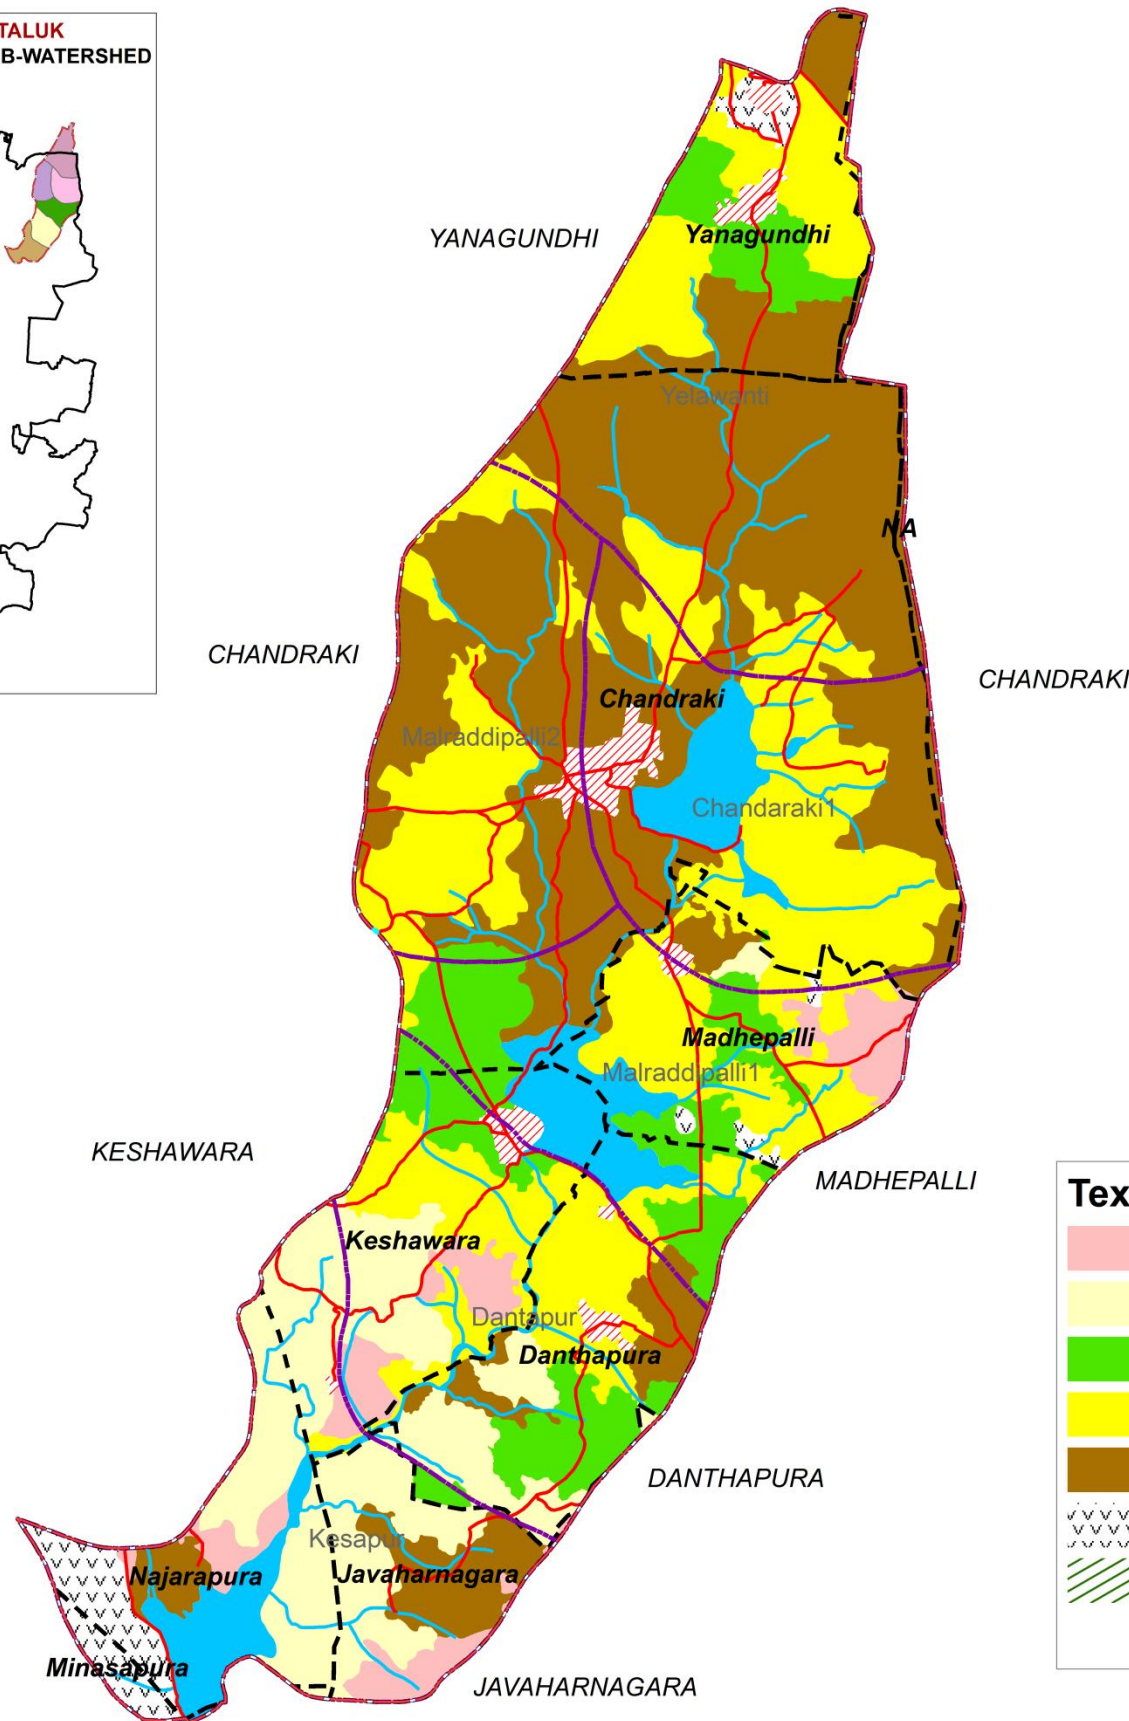 TALUK
B-WATERSHED
YANAGUNDHI
Yanagundhi
Yelawanti
NA
CHANDRAKI
CHANDRAKI
Chandraki
Malraddipalli2
Chandaraki1
Madhepalli
Malraddipalli1
KESHAWARA
MADHEPALLI
Tex
Keshawara
Dantapur
Danthapura
DANTHAPURA
Kesapur
Najarapura
Javaharnagara
Minasapura
JAVAHARNAGARA